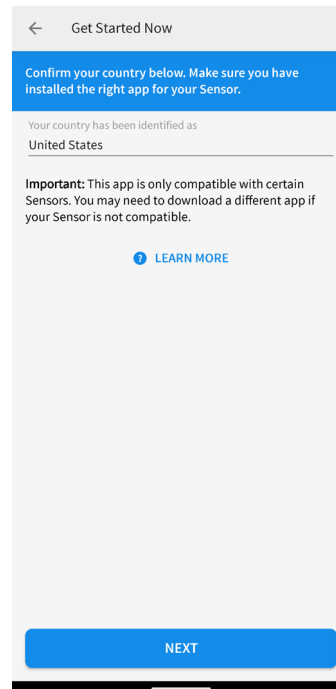 Get Started Now
Confirm your country below. Make sure you have
installed the right app for your Sensor.
Your country has been identified as
United States
Important: This app is only compatible with certain
Sensors. You may need to download a different app if
your Sensor is not compatible.
? LEARN MORE
NEXT